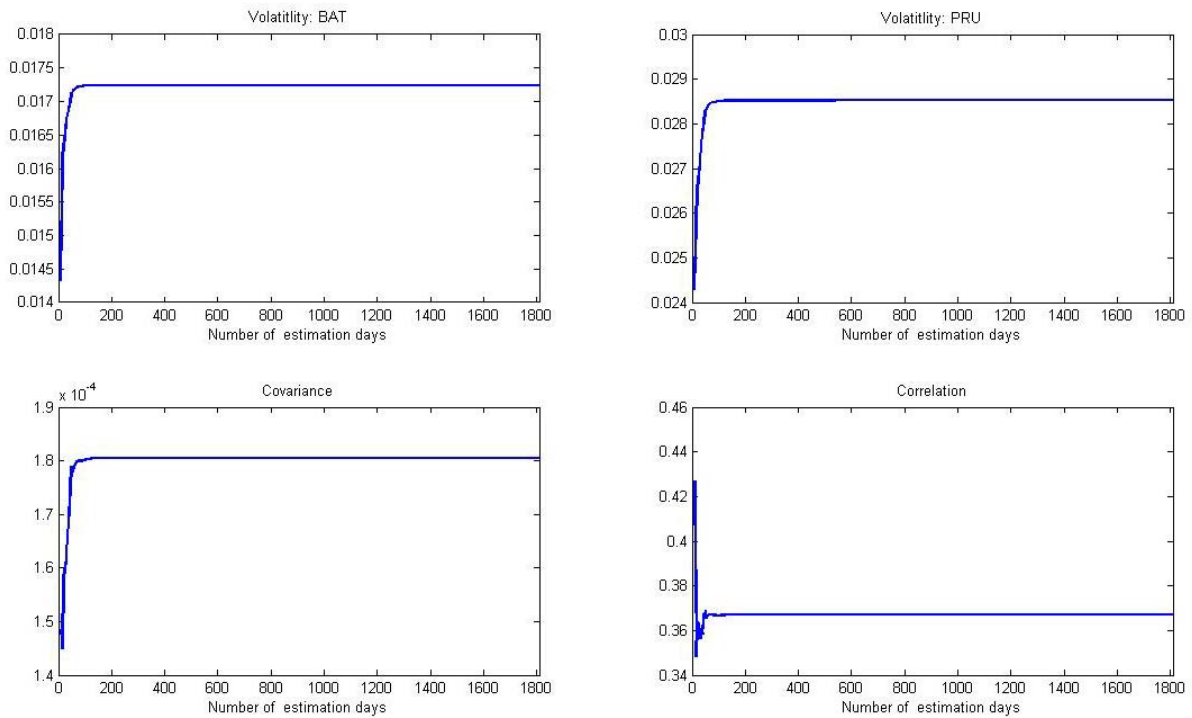 Volatitlity: BAT
0.018
0.0175
0.017
0.0165
0.016
0.0155
0.015
0.0145
0.014
0 200 400 600 800 1000 1200 1400 1600 1800
Number of estimation days
Volatitlity: PRU
0.03
0.029
0.028
0.027
0.026
0.025
0.024
0 200 400 600 800 1000 1200 1400 1600 1800
Number of estimation days
Covariance
x 10^-4
1.9
1.8
1.7
1.6
1.5
1.4
0 200 400 600 800 1000 1200 1400 1600 1800
Number of estimation days
Correlation
0.46
0.44
0.42
0.4
0.38
0.36
0.34
0 200 400 600 800 1000 1200 1400 1600 1800
Number of estimation days